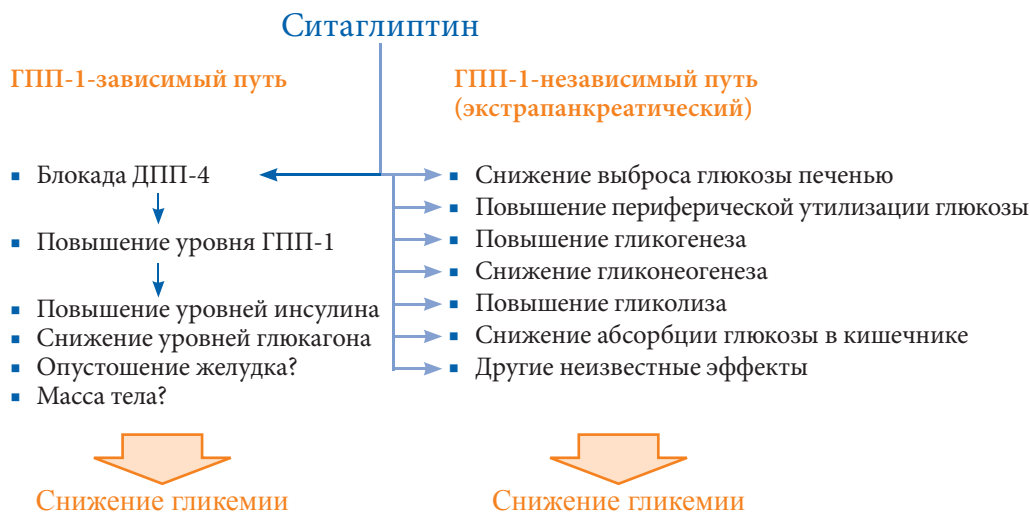 Ситаглиптин
ГПП-1-зависимый путь
▪ Блокада ДПП-4
▪ Повышение уровня ГПП-1
▪ Повышение уровней инсулина
▪ Снижение уровней глюкагона
▪ Опустошение желудка?
▪ Масса тела?
Снижение гликемии
ГПП-1-независимый путь
(экстрапанкреатический)
▪ Снижение выброса глюкозы печенью
▪ Повышение периферической утилизации глюкозы
▪ Повышение гликогенеза
▪ Снижение гликонеогенеза
▪ Повышение гликолиза
▪ Снижение абсорбции глюкозы в кишечнике
▪ Другие неизвестные эффекты
Снижение гликемии